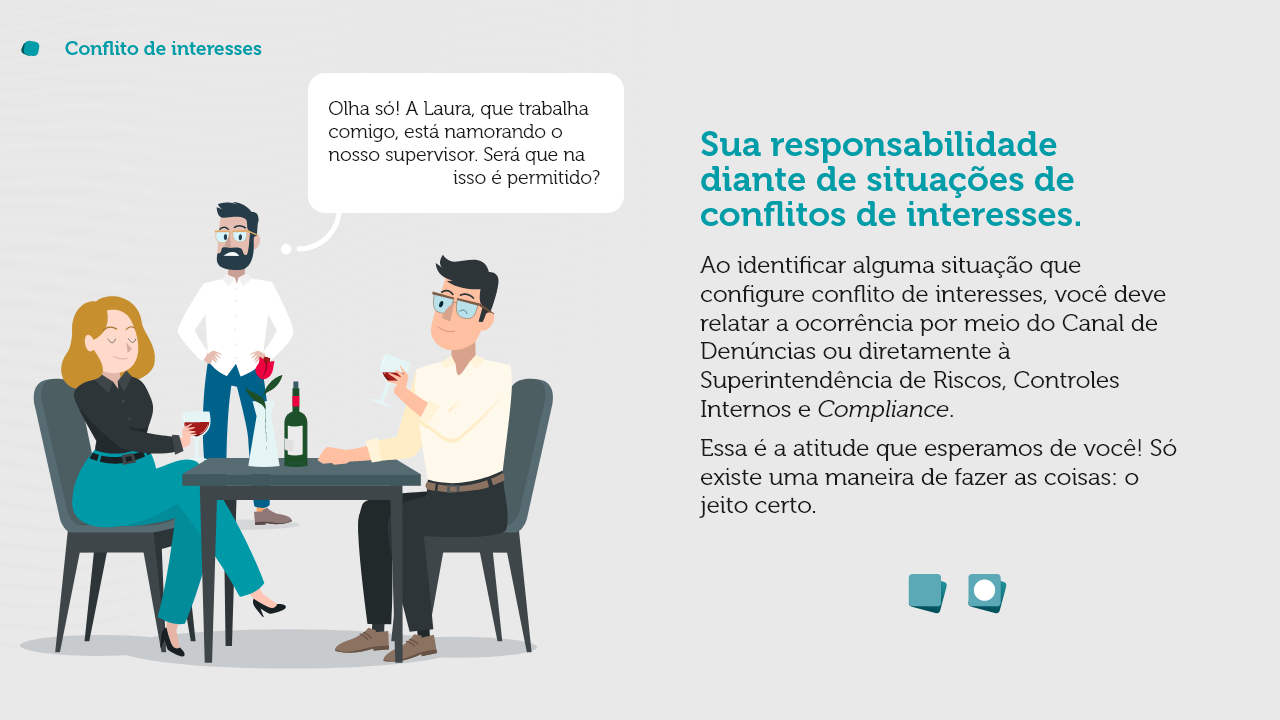 Conflito de interesses
Olha só! A Laura, que trabalha
comigo, está namorando o
nosso supervisor. Será que na
isso é permitido?
Sua responsabilidade
diante de situações de
conflitos de interesses.
Ao identificar alguma situação que
configure conflito de interesses, você deve
relatar a ocorrência por meio do Canal de
Denúncias ou diretamente à
Superintendência de Riscos, Controles
Internos e Compliance.
Essa é a atitude que esperamos de você! Só
existe uma maneira de fazer as coisas: o
jeito certo.